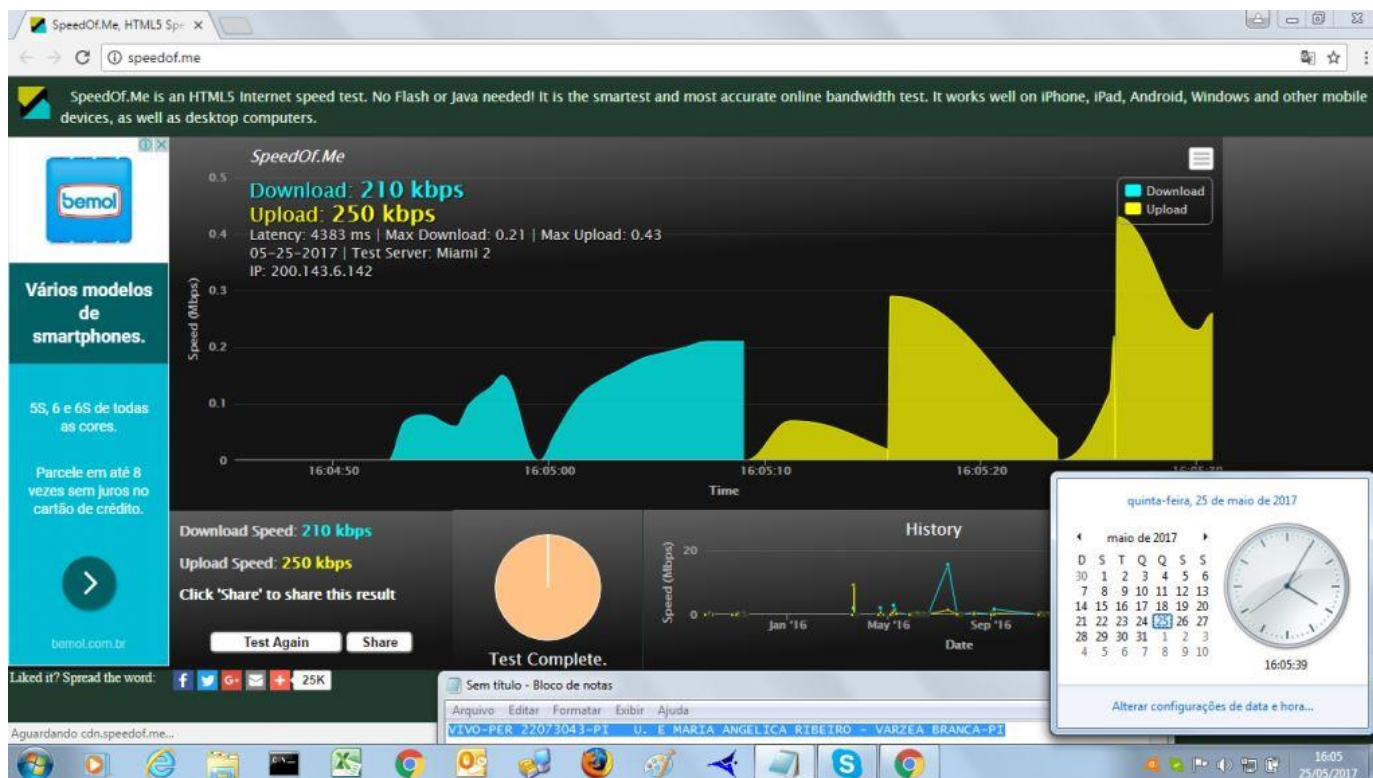 SpeedOf.Me, HTML5 Spe
speedof.me
SpeedOf.Me is an HTML5 Internet speed test. No Flash or Java needed! It is the smartest and most accurate online bandwidth test. It works well on iPhone, iPad, Android, Windows and other mobile
devices, as well as desktop computers.
bemol
Vários modelos
de
smartphones.
5S, 6 e 6S de todas
as cores.
Parcele em até 8
vezes sem juros no
cartão de crédito.
bemol.com.br
SpeedOf.Me
Download: 210 kbps
Upload: 250 kbps
Latency: 4383 ms | Max Download: 0.21 | Max Upload: 0.43
05-25-2017 | Test Server: Miami 2
IP: 200.143.6.142
Download
Upload
Speed (Mbps)
0.5
0.4
0.3
0.2
0.1
0
16:04:50 16:05:00 16:05:10 16:05:20 16:05:30
Time
Download Speed: 210 kbps
Upload Speed: 250 kbps
Click 'Share' to share this result
Test Again Share
Test Complete.
History
Speed (Mbps)
20
0
Jan '16 May '16 Sep '16
Date
quinta-feira, 25 de maio de 2017
maio de 2017
D S T Q Q S S
30 1 2 3 4 5 6
7 8 9 10 11 12 13
14 15 16 17 18 19 20
21 22 23 24 25 26 27
28 29 30 31 1 2 3
4 5 6 7 8 9 10
16:05:39
Alterar configurações de data e hora...
Liked it? Spread the word:
25K
Sem título - Bloco de notas
Arquivo Editar Formatar Exibir Ajuda
VIVO-PER 22073043-PI U. E MARIA ANGELICA RIBEIRO - VARZEA BRANCA-PI
Aguardando cdn.speedof.me...
16:05
25/05/2017